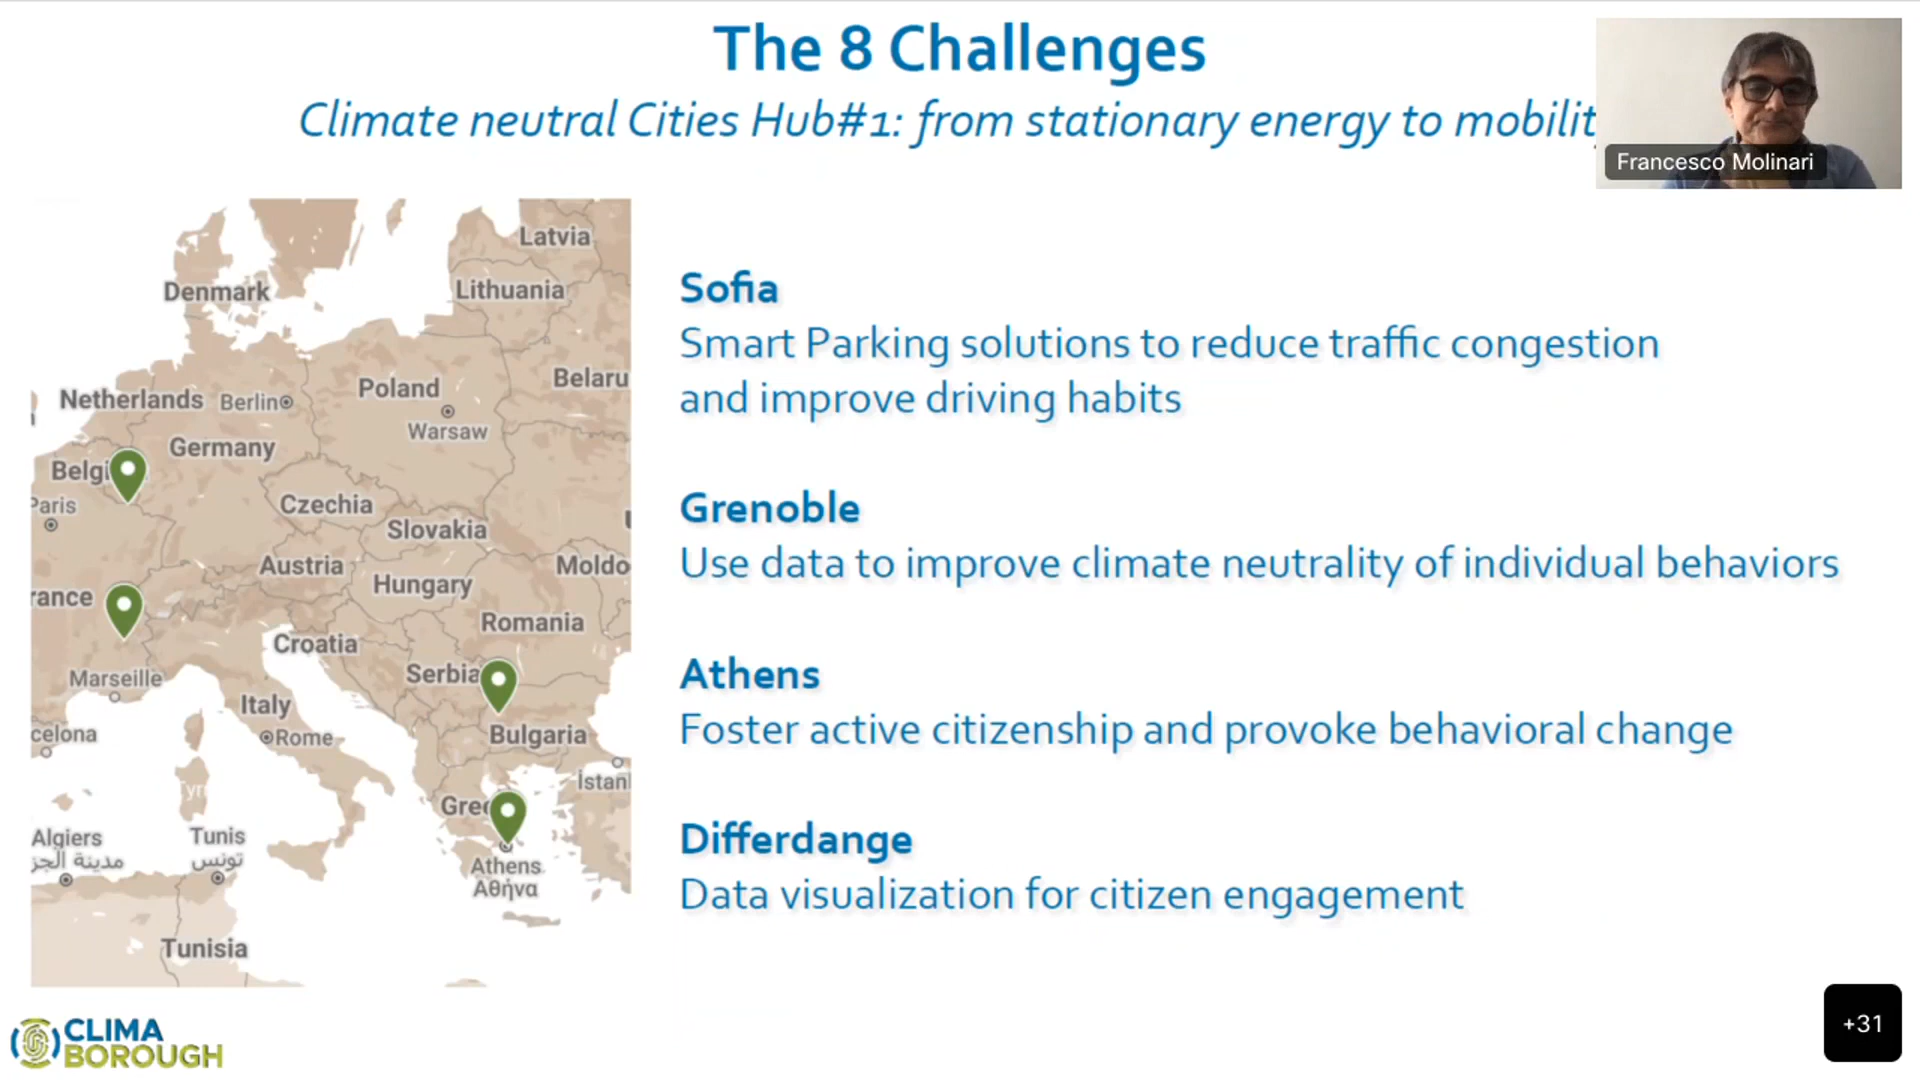 The 8 Challenges
Climate neutral Cities Hub#1: from stationary energy to mobilit
Francesco Molinari
Latvia
Denmark
Lithuania
Belaru
Poland
Netherlands
Berlin
Warsaw
Germany
Belgi
Paris
Czechia
Slovakia
Austria
Moldo
Hungary
rance
Romania
Croatia
Serbia
Marseille
Italy
celona
Rome
Bulgaria
İstanl
Gree
Algiers
مدينة الجز
Tunis
تونس
Athens
Αθήνα
Tunisia
Sofia
Smart Parking solutions to reduce traffic congestion
and improve driving habits
Grenoble
Use data to improve climate neutrality of individual behaviors
Athens
Foster active citizenship and provoke behavioral change
Differdange
Data visualization for citizen engagement
CLIMA
BOROUGH
+31